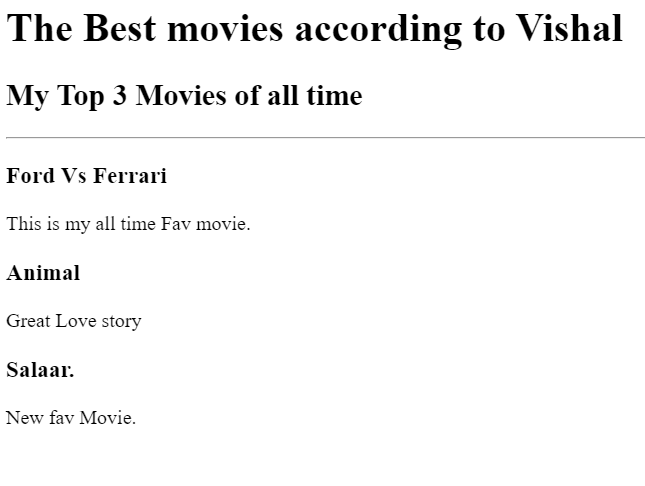 The Best movies according to Vishal
My Top 3 Movies of all time
Ford Vs Ferrari
This is my all time Fav movie.
Animal
Great Love story
Salaar.
New fav Movie.